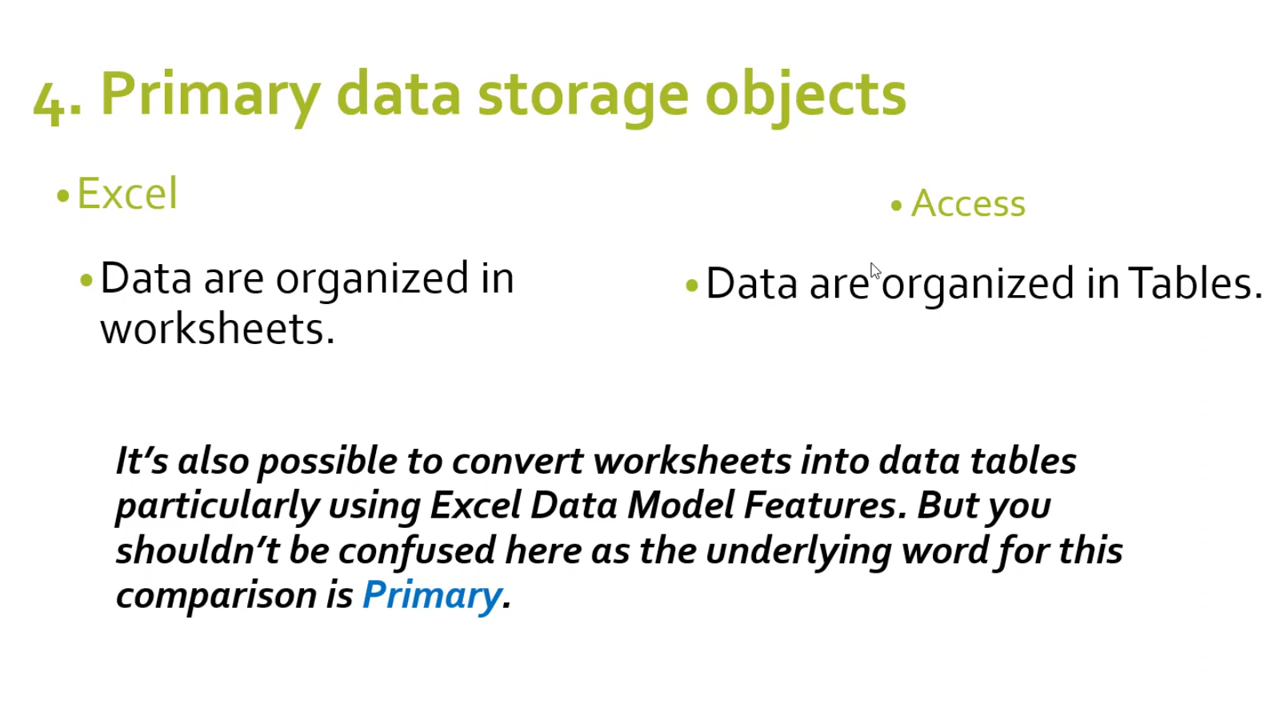 4. Primary data storage objects
•Excel
•Data are organized in
worksheets.
•Access
•Data are organized in Tables.
It's also possible to convert worksheets into data tables
particularly using Excel Data Model Features. But you
shouldn't be confused here as the underlying word for this
comparison is Primary.